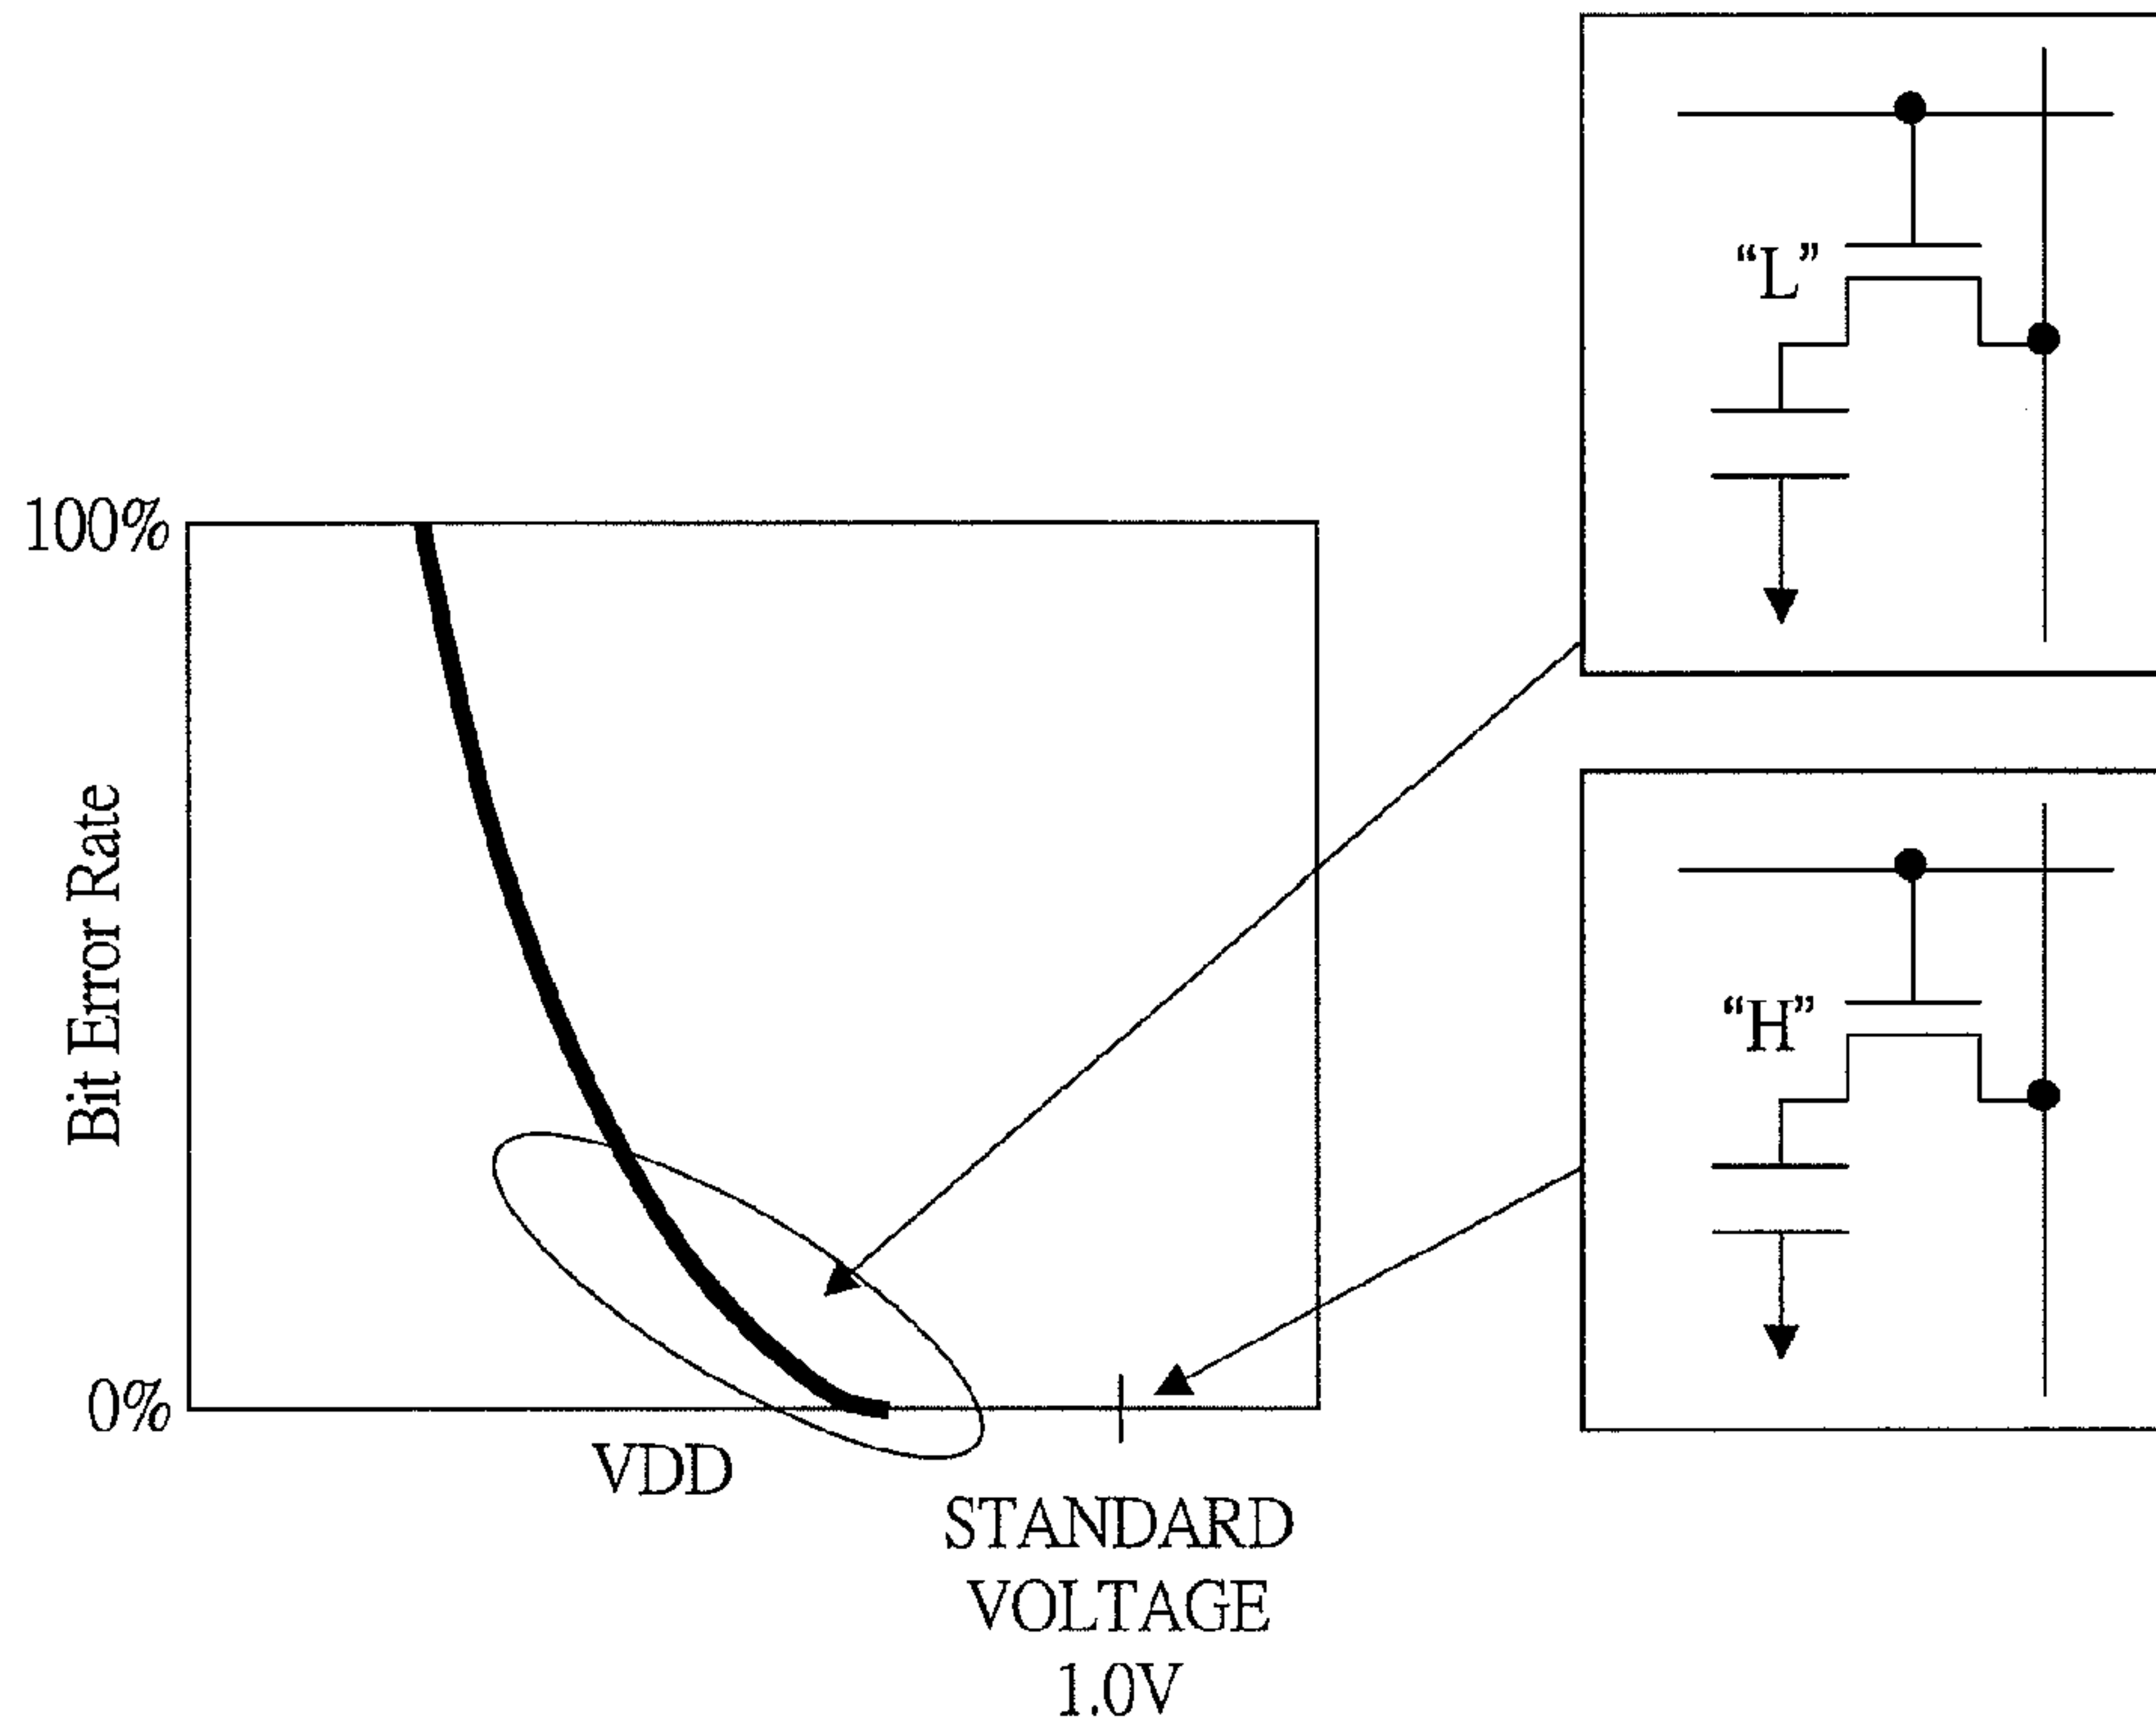 “L”
100%
Bit Error Rate
“H”
0%
VDD
STANDARD
VOLTAGE
1.0V